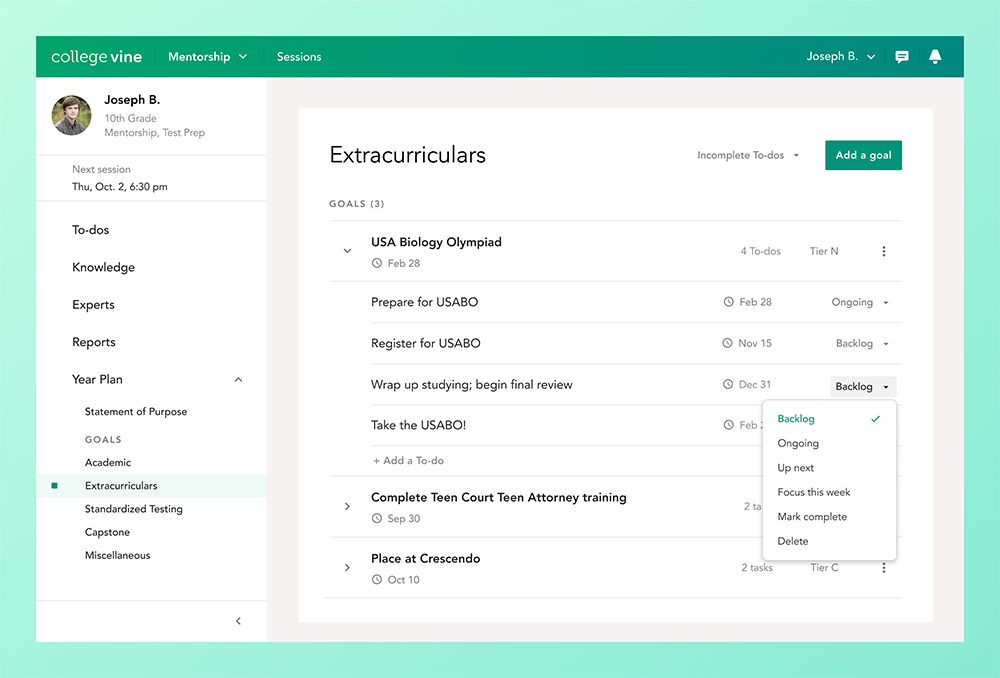 collegevine Mentorship Sessions Joseph B.
Joseph B.
10th Grade
Mentorship, Test Prep
Next session
Thu, Oct. 2, 6:30 pm
To-dos
Knowledge
Experts
Reports
Year Plan
Statement of Purpose
GOALS
Academic
Extracurriculars
Standardized Testing
Capstone
Miscellaneous
Extracurriculars Incomplete To-dos Add a goal
GOALS (3)
USA Biology Olympiad 4 To-dos Tier N
Feb 28
Prepare for USABO Feb 28 Ongoing
Register for USABO Nov 15 Backlog
Wrap up studying; begin final review Dec 31 Backlog
Take the USABO! Feb
+ Add a To-do
Complete Teen Court Teen Attorney training 2
Sep 30
Place at Crescendo 2 tasks Tier C
Oct 10
Backlog
Ongoing
Up next
Focus this week
Mark complete
Delete